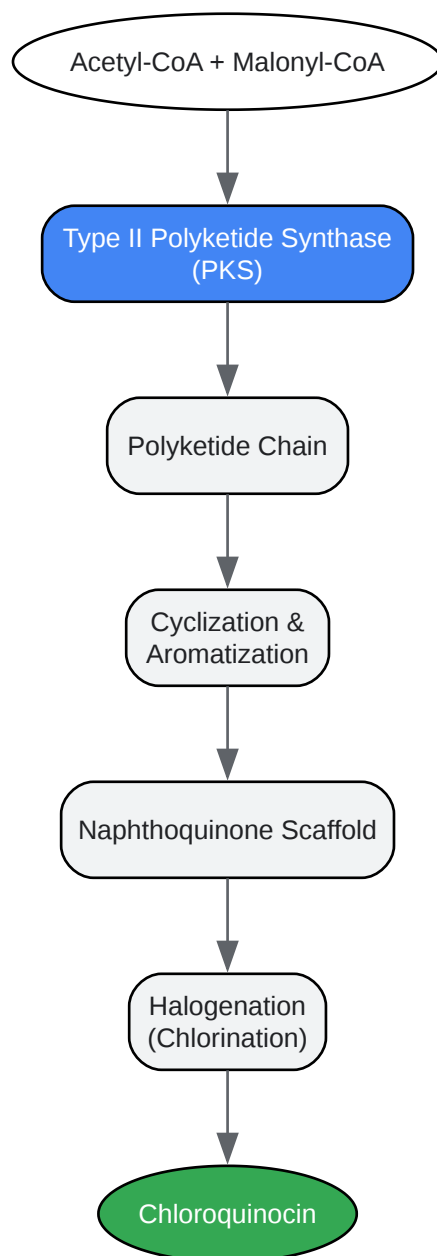 Acetyl-CoA + Malonyl-CoA
Type II Polyketide Synthase
(PKS)
Polyketide Chain
Cyclization &
Aromatization
Naphthoquinone Scaffold
Halogenation
(Chlorination)
Chloroquinocin